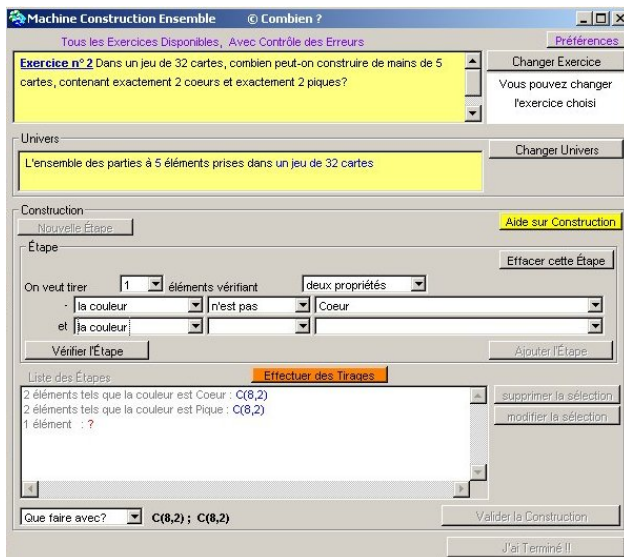 Machine Construction Ensemble © Combien ?
Tous les Exercices Disponibles, Avec Contrôle des Erreurs
Préférences
Exercice n° 2 Dans un jeu de 32 cartes, combien peut-on construire de mains de 5
cartes, contenant exactement 2 coeurs et exactement 2 piques?
Changer Exercice
Vous pouvez changer
l'exercice choisi
Univers
L'ensemble des parties à 5 éléments prises dans un jeu de 32 cartes
Changer Univers
Construction
Nouvelle Étape
Aide sur Construction
Étape
Effacer cette Étape
On veut tirer 1 éléments vérifiant deux propriétés
- la couleur n'est pas Coeur
et la couleur
Vérifier l'Étape
Ajouter l'Étape
Liste des Étapes
Effectuer des Tirages
2 éléments tels que la couleur est Coeur : C(8,2)
2 éléments tels que la couleur est Pique : C(8,2)
1 élément : ?
supprimer la sélection
modifier la sélection
Que faire avec? C(8,2) ; C(8,2)
Valider la Construction
J'ai Terminé !!